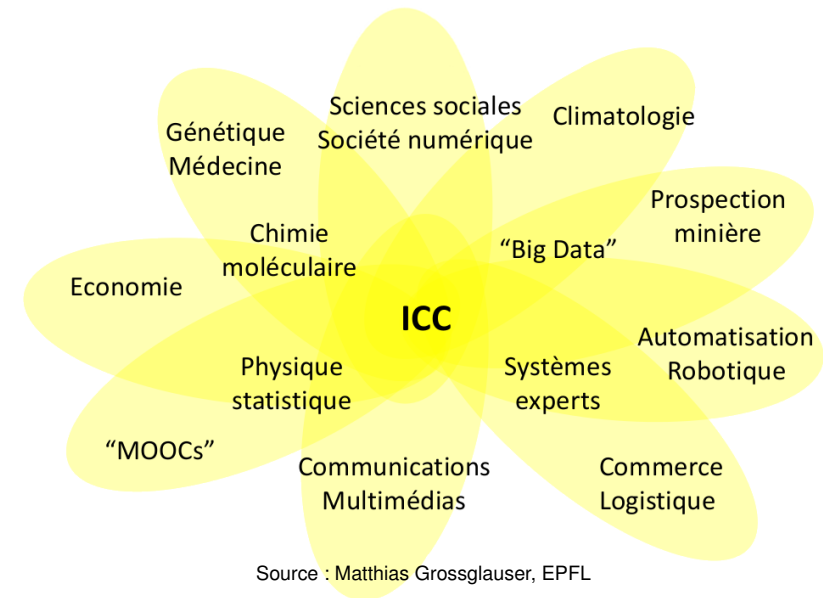 Sciences sociales
Société numérique
Climatologie
Génétique
Médecine
Prospection
minière
Chimie
moléculaire
“Big Data”
Economie
ICC
Automatisation
Robotique
Physique
statistique
Systèmes
experts
“MOOCs”
Communications
Multimédias
Commerce
Logistique
Source : Matthias Grossglauser, EPFL